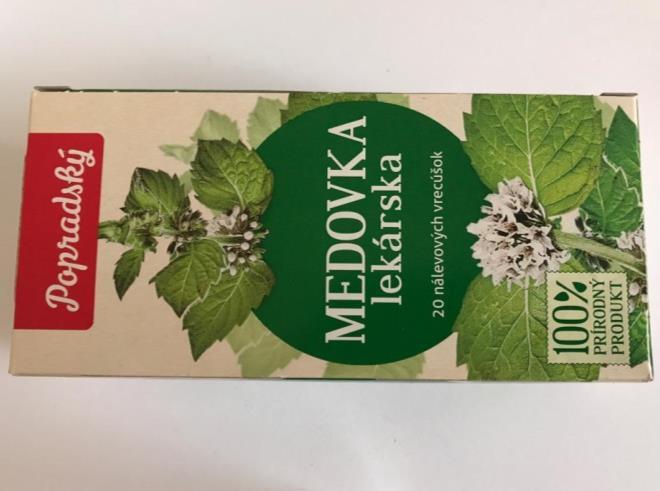 Popradský
MEDOVKA
lekárska
20 nálevových vrecúšok
100%
PRÍRODNÝ
PRODUKT